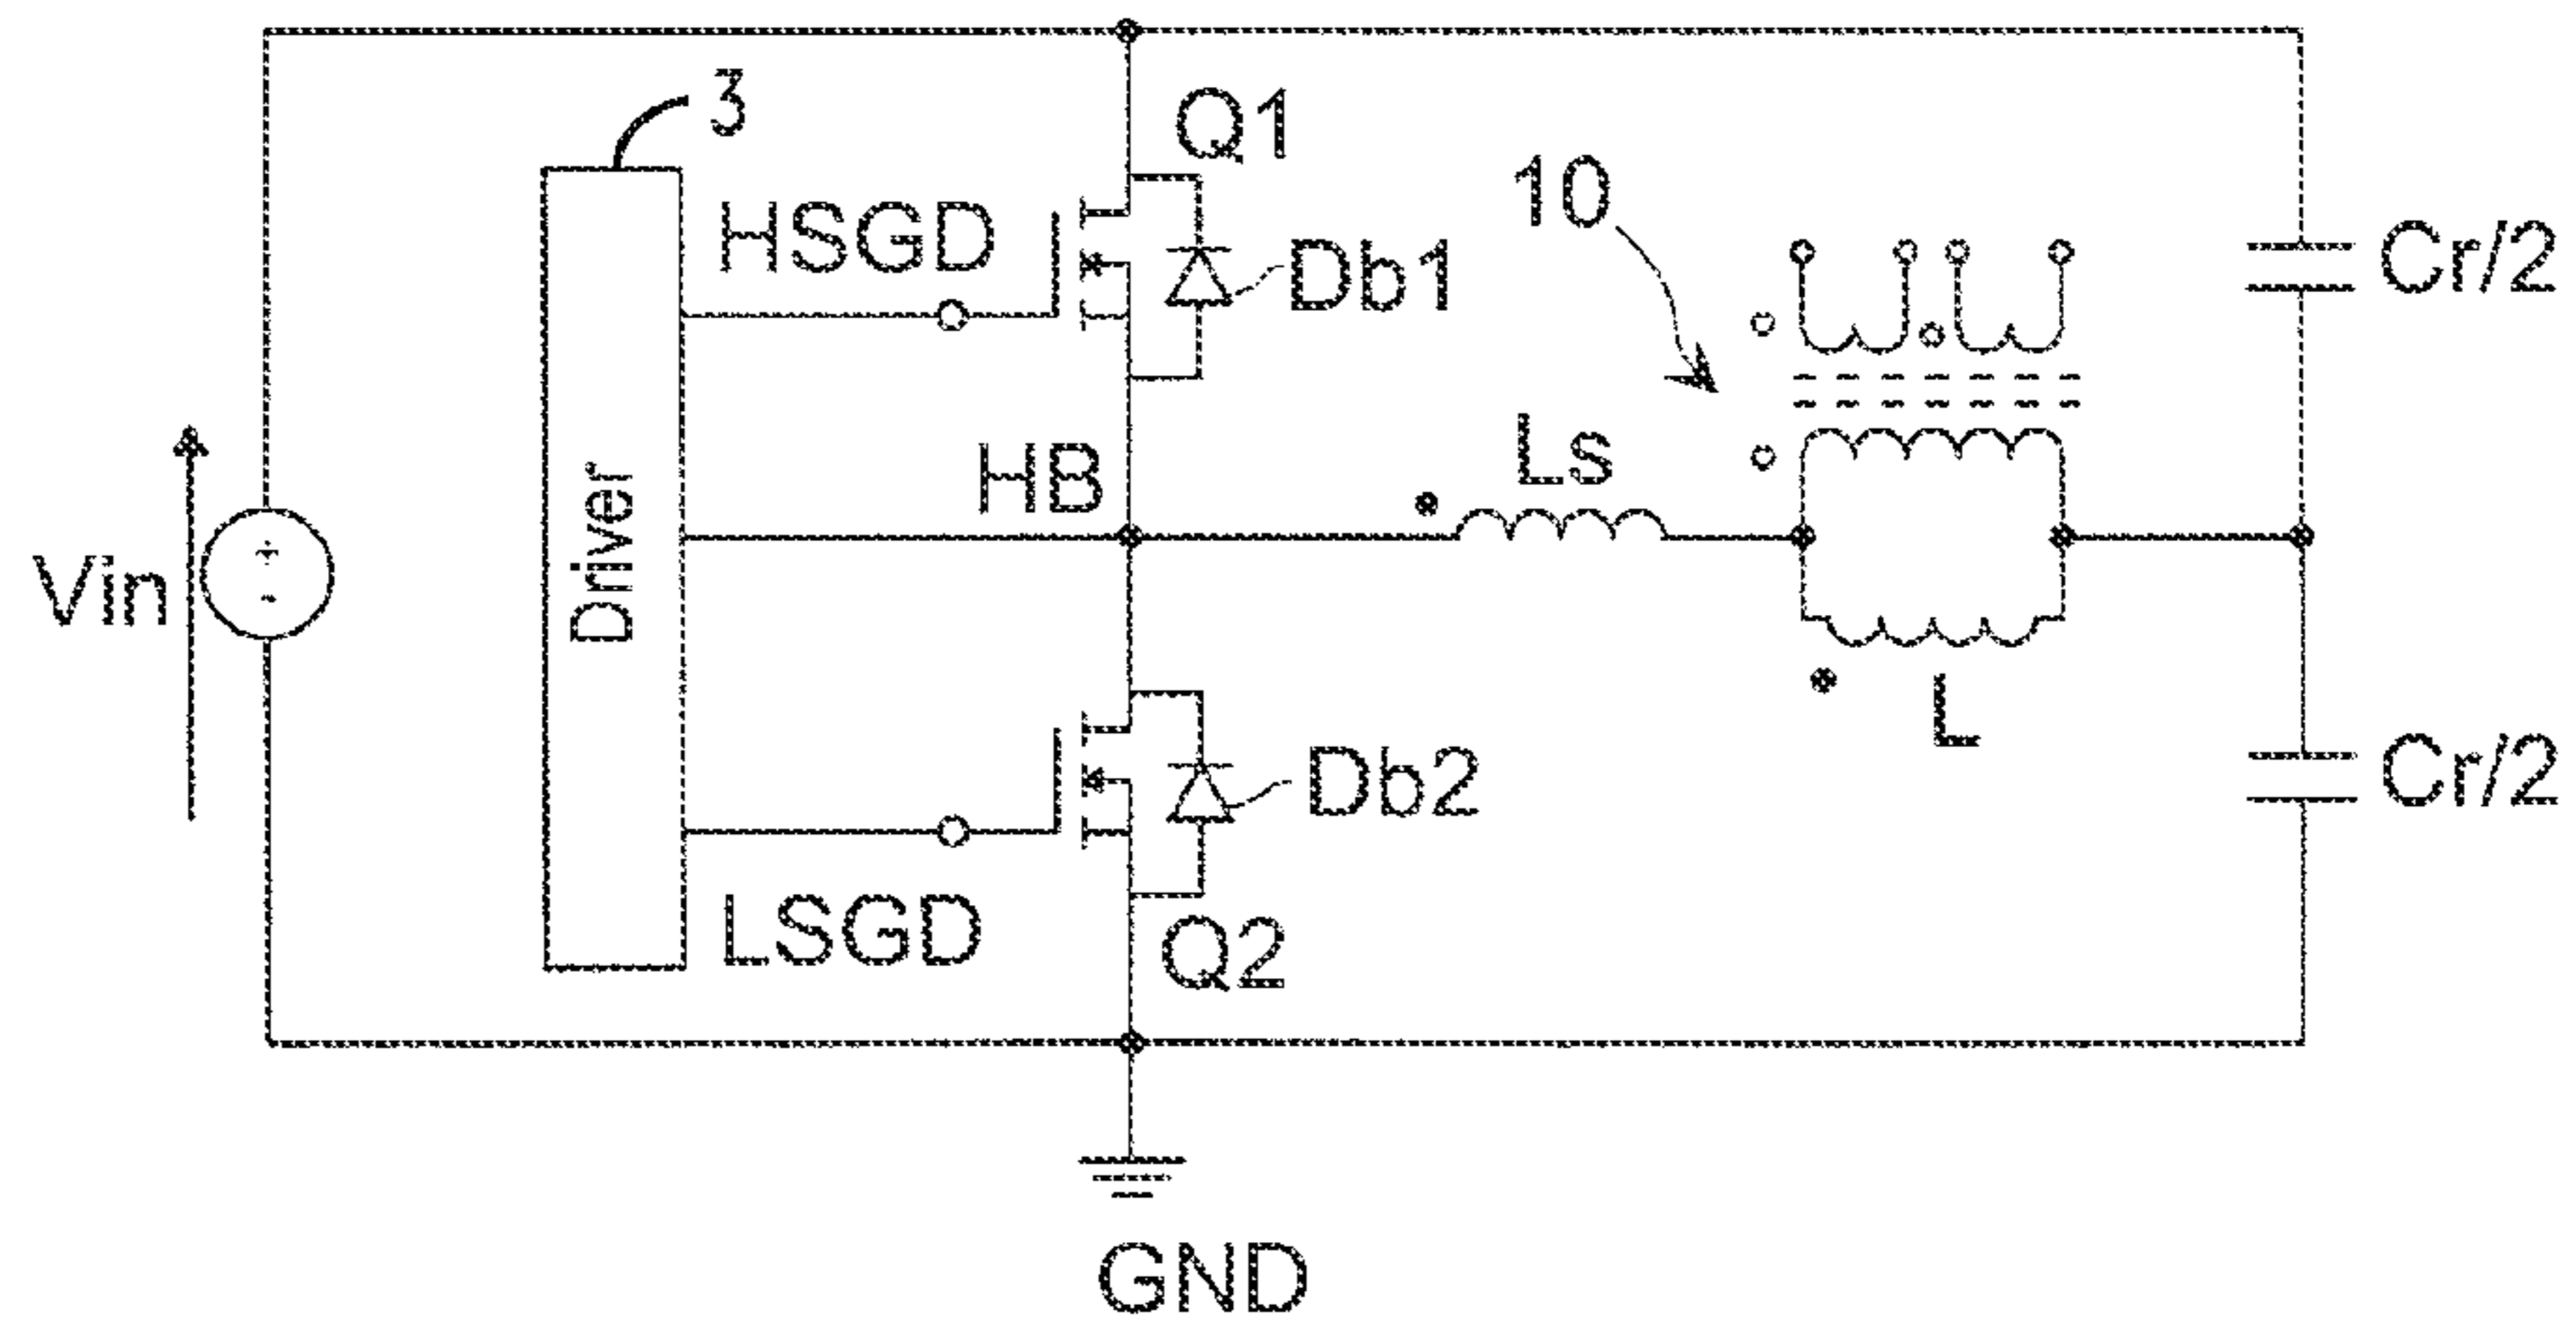 3
Q1
HSGD
10
Db1
Cr/2
HB
Ls
Vin
+
-
Driver
L
Db2
Cr/2
LSGD
Q2
GND